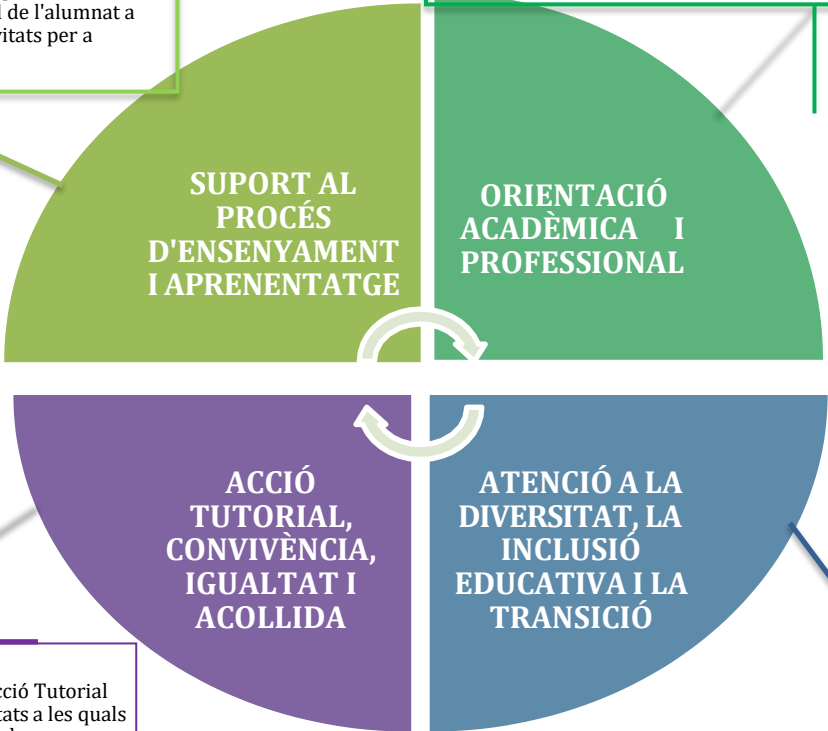 l de l'alumnat a
vitats per a
SUPORT AL
PROCÉS
D'ENSENYAMENT
I APRENENTATGE
ORIENTACIÓ
ACADÈMICA I
PROFESSIONAL
ACCIÓ
TUTORIAL,
CONVIVÈNCIA,
IGUALTAT I
ACOLLIDA
ATENCIÓ A LA
DIVERSITAT, LA
INCLUSIÓ
EDUCATIVA I LA
TRANSICIÓ
cció Tutorial
tats a les quals